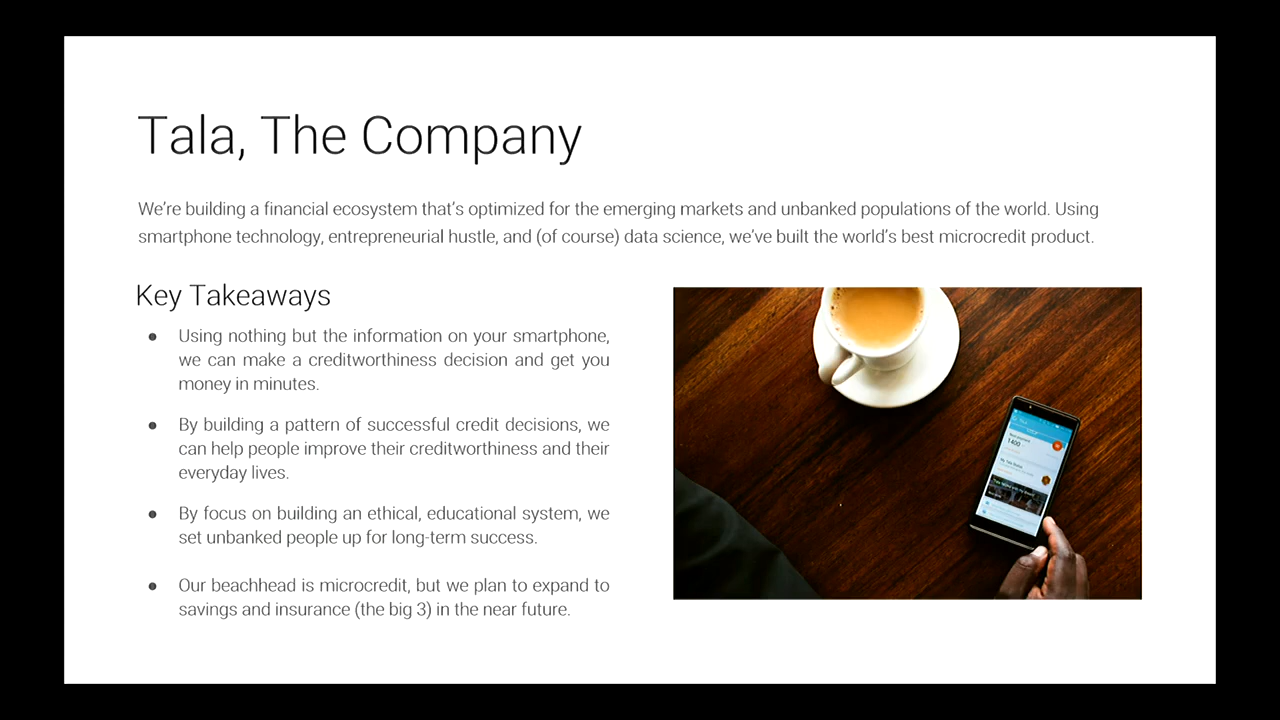 Tala, The Company
We're building a financial ecosystem that's optimized for the emerging markets and unbanked populations of the world. Using
smartphone technology, entrepreneurial hustle, and (of course) data science, we've built the world's best microcredit product.
Key Takeaways
● Using nothing but the information on your smartphone,
we can make a creditworthiness decision and get you
money in minutes.
● By building a pattern of successful credit decisions, we
can help people improve their creditworthiness and their
everyday lives.
● By focus on building an ethical, educational system, we
set unbanked people up for long-term success.
● Our beachhead is microcredit, but we plan to expand to
savings and insurance (the big 3) in the near future.
1400